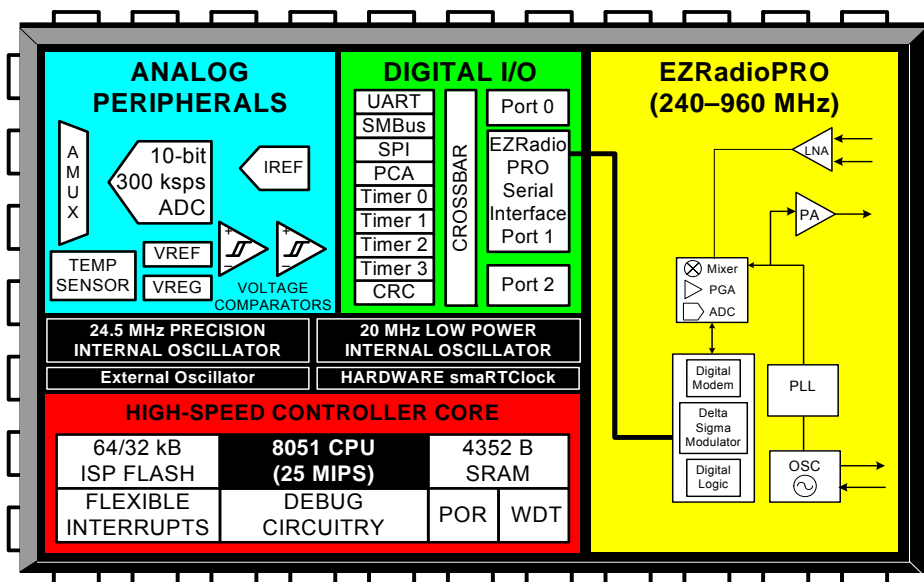 ANALOG
PERIPHERALS
A
M
U
X
10-bit
300 ksps
ADC
IREF
+
–
+
–
TEMP
SENSOR
VREF
VREG
VOLTAGE
COMPARATORS
DIGITAL I/O
UART
SMBus
SPI
PCA
Timer 0
Timer 1
Timer 2
Timer 3
CRC
CROSSBAR
Port 0
EZRadio
PRO
Serial
Interface
Port 1
Port 2
EZRadioPRO
(240–960 MHz)
LNA
PA
Mixer
PGA
ADC
Digital
Modem
Delta
Sigma
Modulator
Digital
Logic
PLL
OSC
24.5 MHz PRECISION
INTERNAL OSCILLATOR
20 MHz LOW POWER
INTERNAL OSCILLATOR
External Oscillator
HARDWARE smaRTClock
HIGH-SPEED CONTROLLER CORE
64/32 kB
ISP FLASH
8051 CPU
(25 MIPS)
4352 B
SRAM
FLEXIBLE
INTERRUPTS
DEBUG
CIRCUITRY
POR
WDT